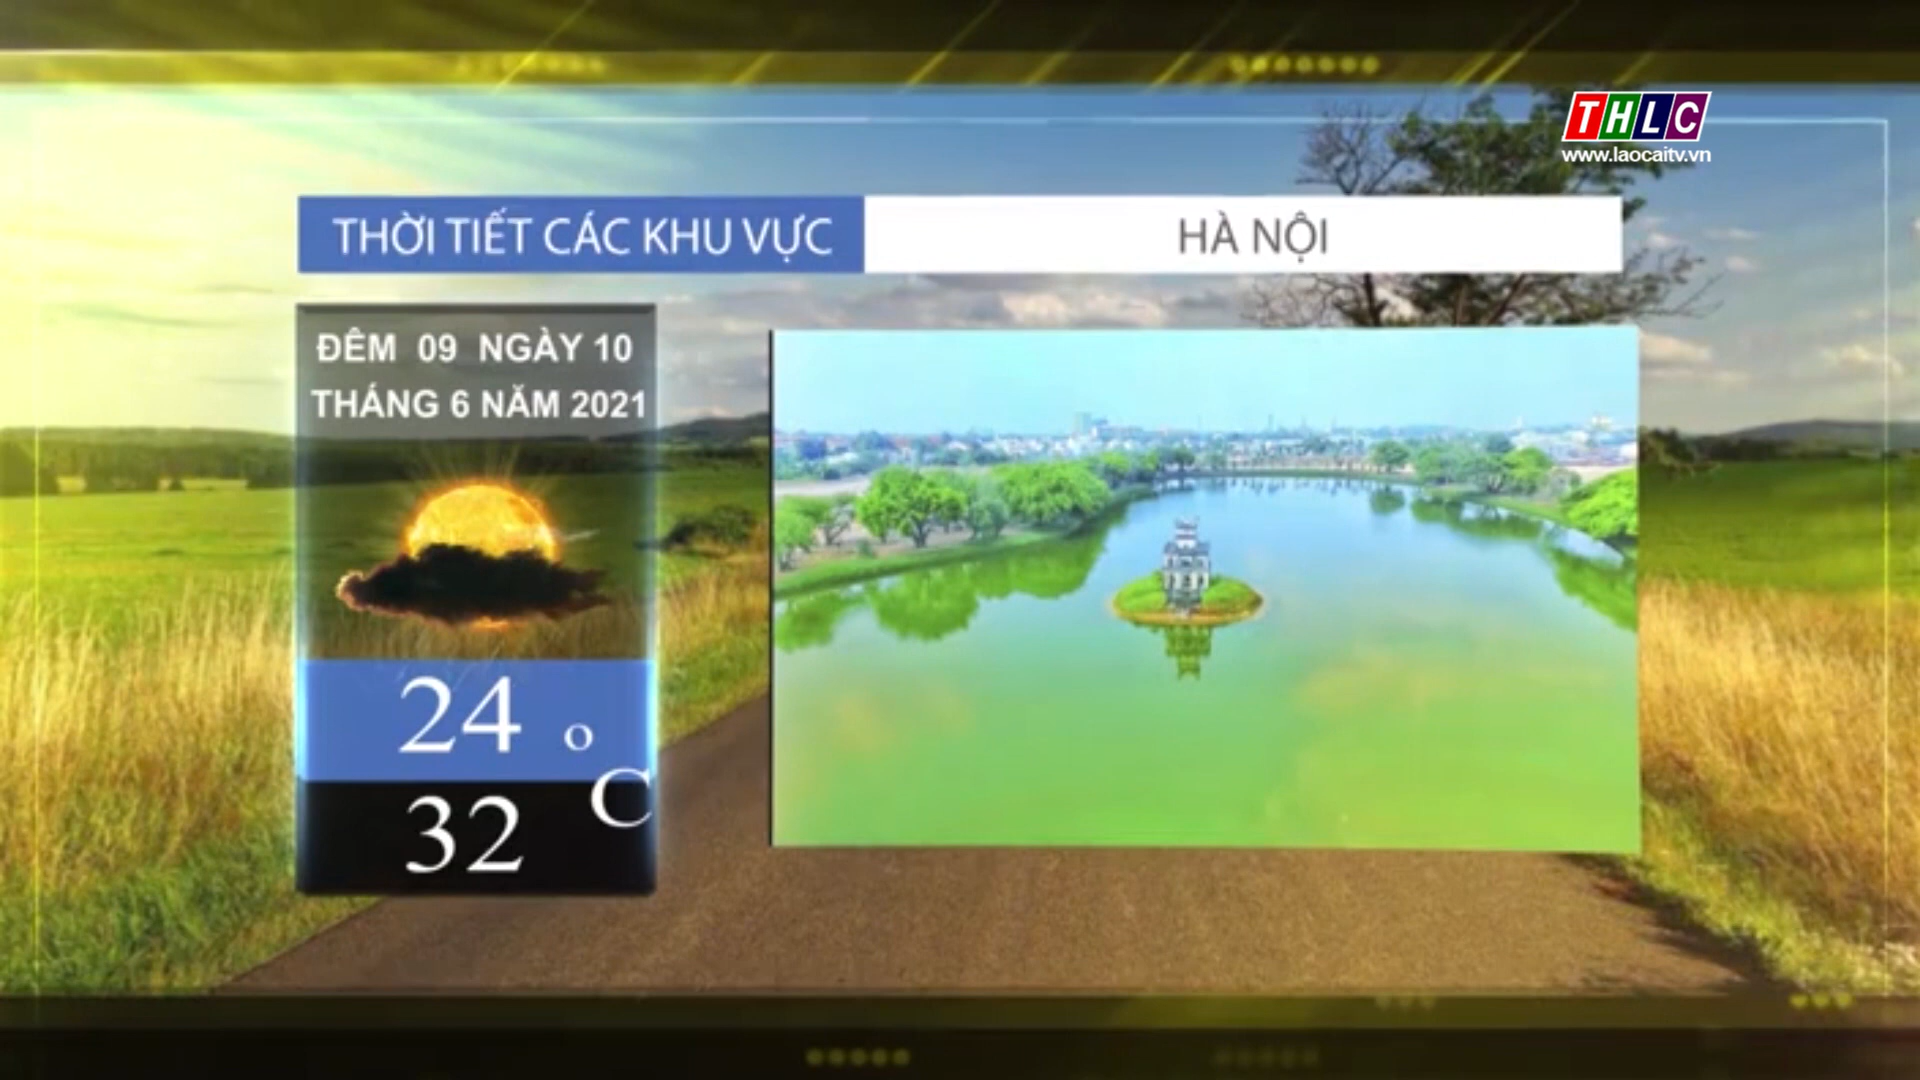 THLC
www.laocaitv.vn
THỜI TIẾT CÁC KHU VỰC
HÀ NỘI
ĐÊM 09 NGÀY 10
THÁNG 6 NĂM 2021
24 o
C
32